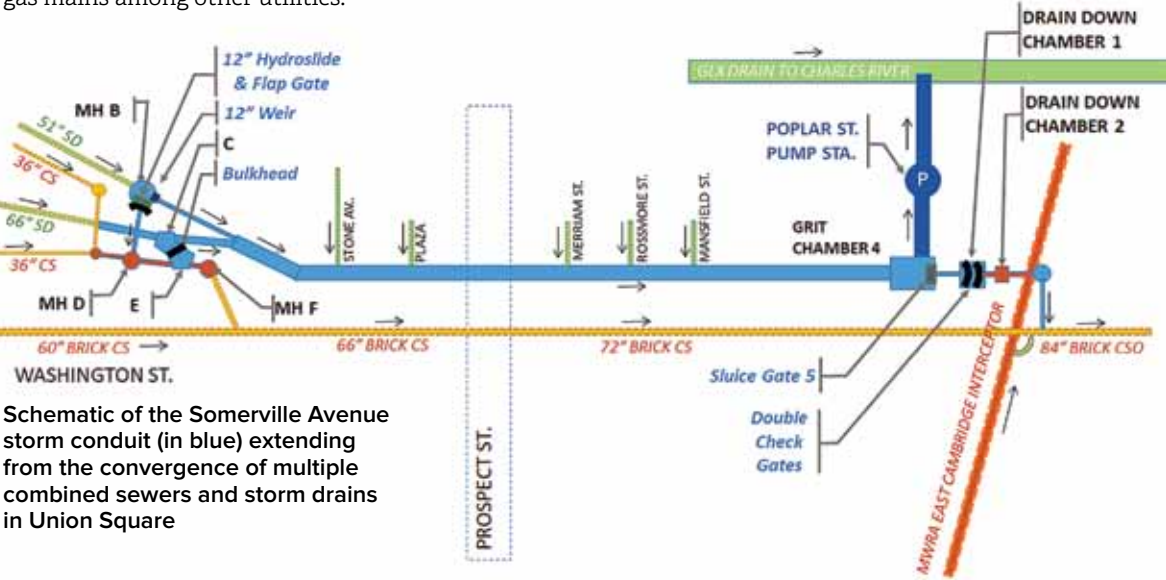 gas mains among other utilities.
12" Hydroslide
& Flap Gate
MH B
12" Weir
C
Bulkhead
51" SD
36" CS
66" SD
36" CS
MH D
E
MH F
60" BRICK CS
66" BRICK CS
72" BRICK CS
84" BRICK CSO
WASHINGTON ST.
STONE AV.
PLAZA
PROSPECT ST.
MERRIAM ST.
ROSSMORE ST.
MANSFIELD ST.
GLX DRAIN TO CHARLES RIVER
POPLAR ST.
PUMP STA.
P
GRIT
CHAMBER 4
DRAIN DOWN
CHAMBER 1
DRAIN DOWN
CHAMBER 2
Sluice Gate 5
Double
Check
Gates
MWRA EAST CAMBRIDGE INTERCEPTOR
Schematic of the Somerville Avenue
storm conduit (in blue) extending
from the convergence of multiple
combined sewers and storm drains
in Union Square